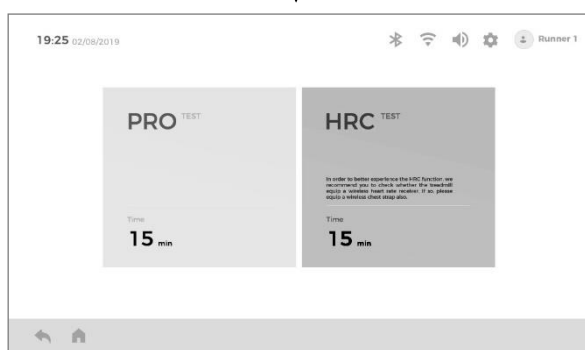 19:25 02/08/2019
Runner 1
PRO TEST
Time
15 min
HRC TEST
In order to better experience the HRC function, we
recommend you to check whether the treadmill
equip a wireless heart rate receiver. If so, please
equip a wireless chest strap also.
Time
15 min